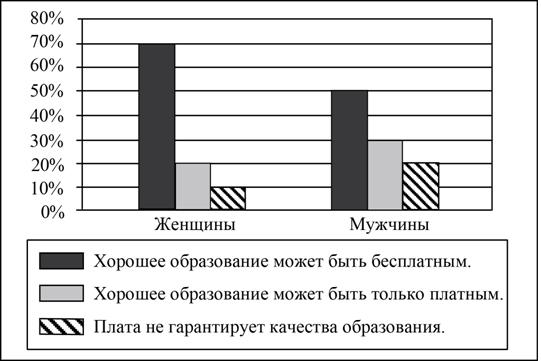 80%
70%
60%
50%
40%
30%
20%
10%
0%
Женщины Мужчины
Хорошее образование может быть бесплатным.
Хорошее образование может быть только платным.
Плата не гарантирует качества образования.